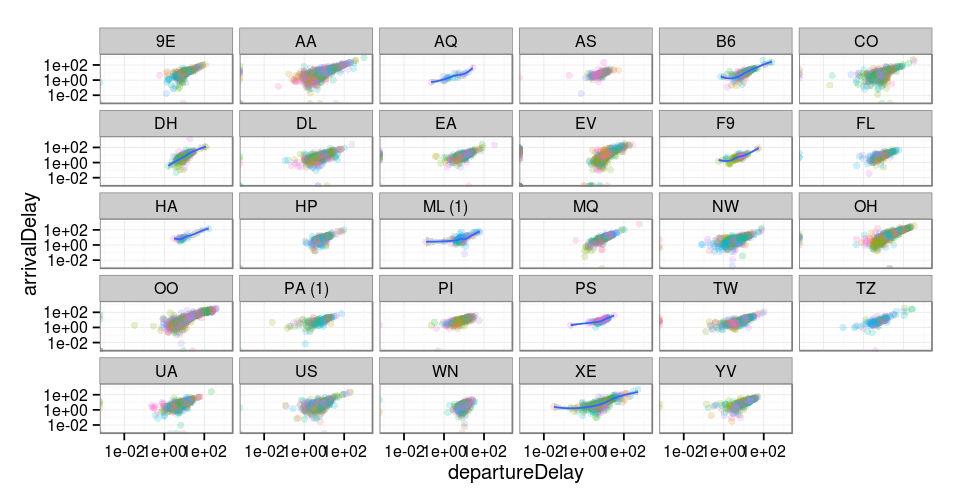 9E AA AQ AS B6 CO
1e+02
1e+00
1e-02
DH DL EA EV F9 FL
1e+02
1e+00
1e-02
HA HP ML (1) MQ NW OH
1e+02
1e+00
1e-02
OO PA (1) PI PS TW TZ
1e+02
1e+00
1e-02
UA US WN XE YV
1e+02
1e+00
1e-02
1e-02 1e+00 1e+02 1e-02 1e+00 1e+02 1e-02 1e+00 1e+02 1e-02 1e+00 1e+02 1e-02 1e+00 1e+02
departureDelay
arrivalDelay